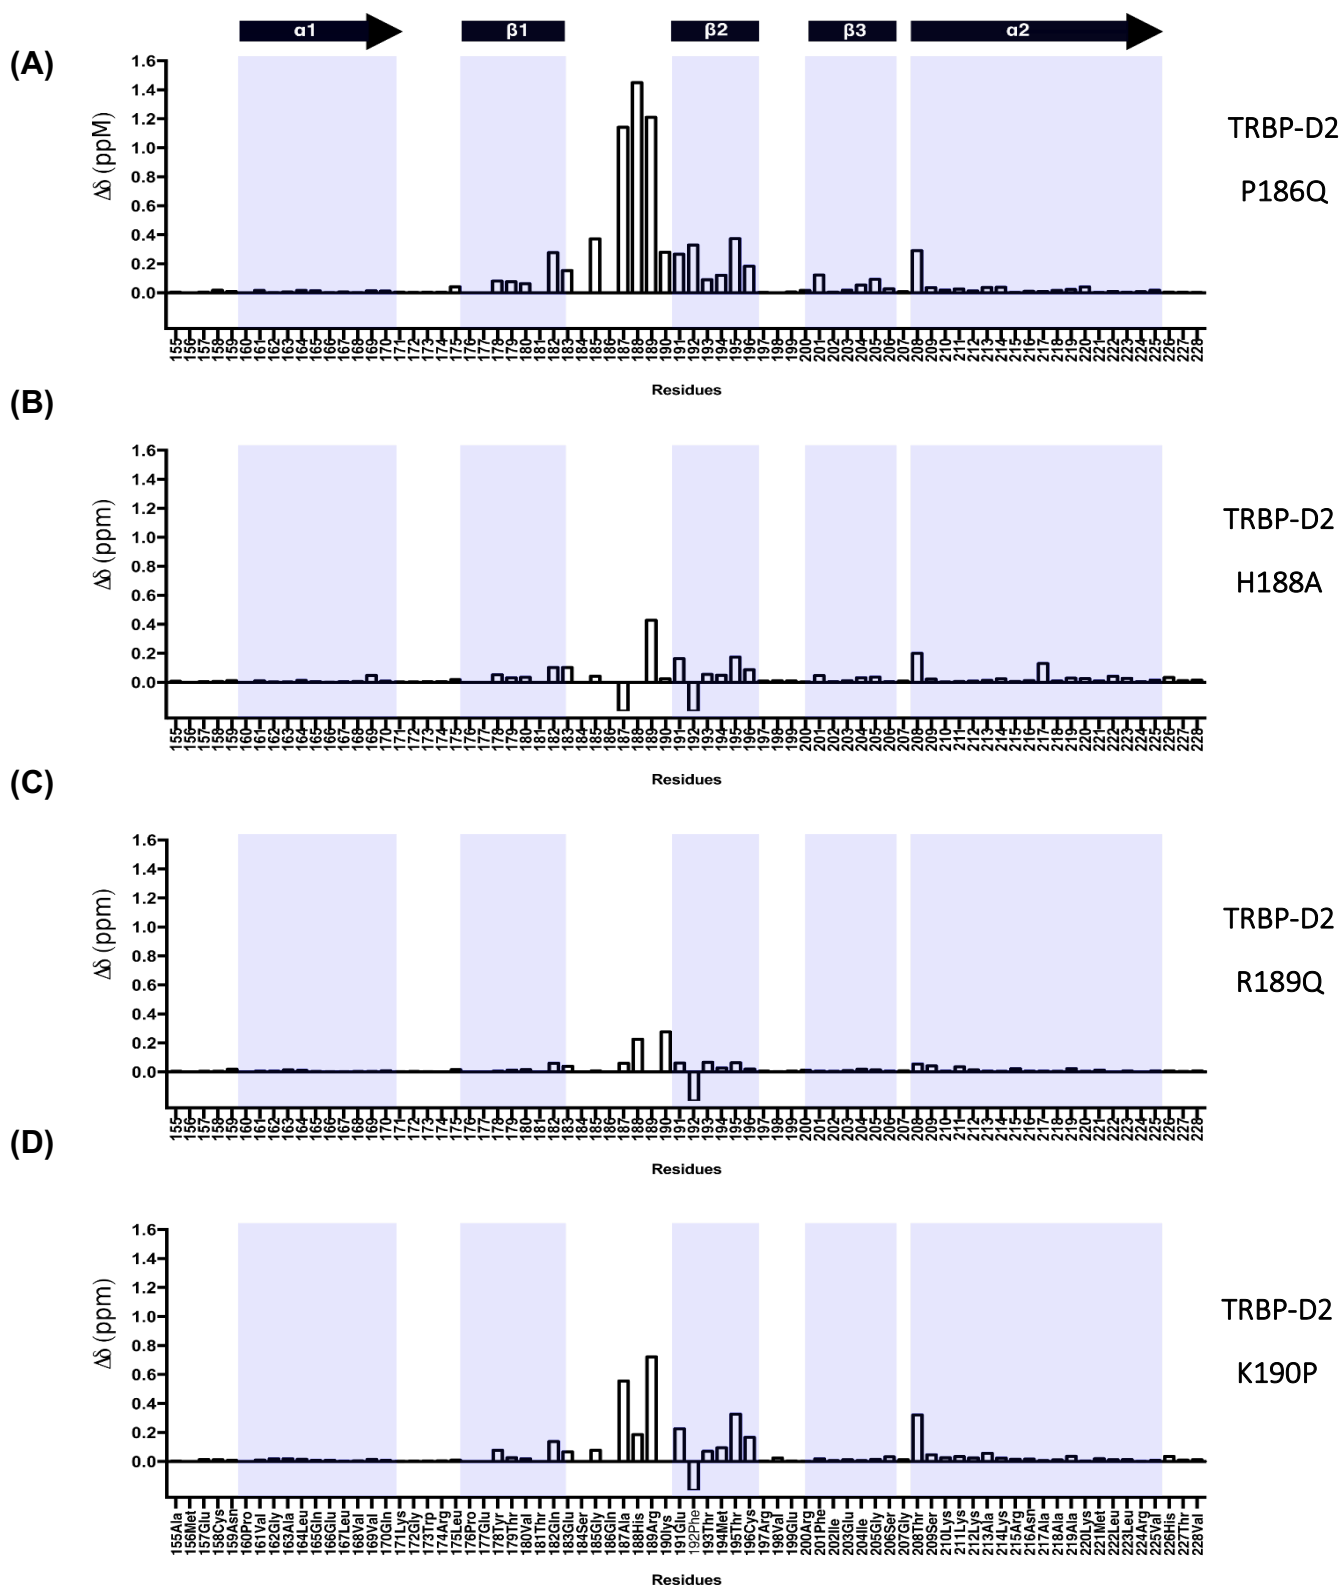 α1 β1 β2 β3 α2
(A)
1.6
1.4
1.2
1.0
0.8
0.6
0.4
0.2
0.0
Δδ (ppM)
155 156 157 158 159 160 161 162 163 164 165 166 167 168 169 170 171 172 173 174 175 176 177 178 179 180 181 182 183 184 185 186 187 188 189 190 191 192 193 194 195 196 197 198 199 200 201 202 203 204 205 206 207 208 209 210 211 212 213 214 215 216 217 218 219 220 221 222 223 224 225 226 227 228
Residues
TRBP-D2
P186Q
(B)
1.6
1.4
1.2
1.0
0.8
0.6
0.4
0.2
0.0
Δδ (ppm)
155 156 157 158 159 160 161 162 163 164 165 166 167 168 169 170 171 172 173 174 175 176 177 178 179 180 181 182 183 184 185 186 187 188 189 190 191 192 193 194 195 196 197 198 199 200 201 202 203 204 205 206 207 208 209 210 211 212 213 214 215 216 217 218 219 220 221 222 223 224 225 226 227 228
Residues
TRBP-D2
H188A
(C)
1.6
1.4
1.2
1.0
0.8
0.6
0.4
0.2
0.0
Δδ (ppm)
155 156 157 158 159 160 161 162 163 164 165 166 167 168 169 170 171 172 173 174 175 176 177 178 179 180 181 182 183 184 185 186 187 188 189 190 191 192 193 194 195 196 197 198 199 200 201 202 203 204 205 206 207 208 209 210 211 212 213 214 215 216 217 218 219 220 221 222 223 224 225 226 227 228
Residues
TRBP-D2
R189Q
(D)
1.6
1.4
1.2
1.0
0.8
0.6
0.4
0.2
0.0
Δδ (ppm)
155Ala 156Met 157Glu 158Cys 159Asn 160Pro 161Val 162Gly 163Ala 164Leu 165Gln 166Glu 167Leu 168Val 169Val 170Gln 171Lys 172Gly 173Trp 174Arg 175Leu 176Pro 177Glu 178Tyr 179Thr 180Val 181Thr 182Gln 183Glu 184Ser 185Gly 186Gln 187Ala 188His 189Arg 190Iys 191Glu 192Phe 193Thr 194Met 195Thr 196Cys 197Arg 198Val 199Glu 200Arg 201Phe 202Ile 203Glu 204Ile 205Gly 206Ser 207Gly 208Thr 209Ser 210Lys 211Lys 212Lys 213Ala 214Lys 215Arg 216Asn 217Ala 218Ala 219Ala 220Lys 221Met 222Leu 223Leu 224Arg 225Val 226His 227Thr 228Val
Residues
TRBP-D2
K190P